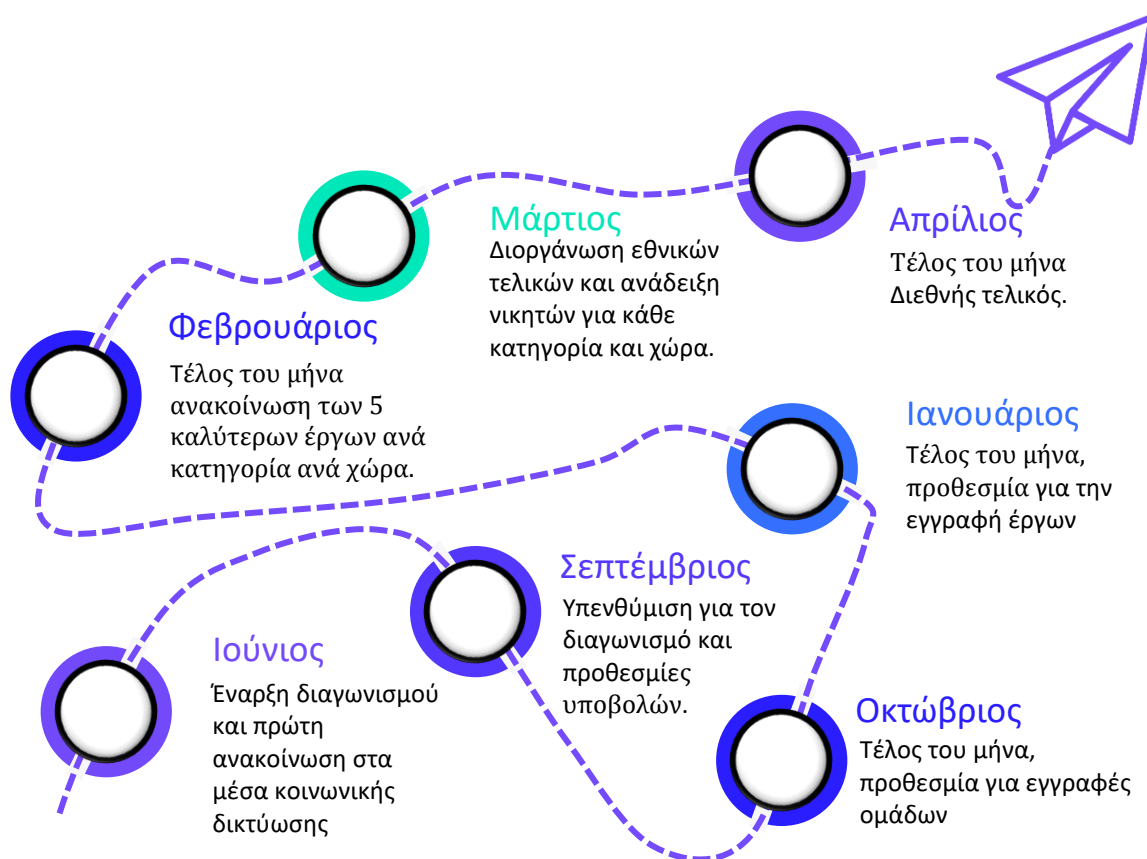 Μάρτιος
Διοργάνωση εθνικών
τελικών και ανάδειξη
νικητών για κάθε
κατηγορία και χώρα.
Απρίλιος
Τέλος του μήνα
Διεθνής τελικός.
Φεβρουάριος
Τέλος του μήνα
ανακοίνωση των 5
καλύτερων έργων ανά
κατηγορία ανά χώρα.
Ιανουάριος
Τέλος του μήνα,
προθεσμία για την
εγγραφή έργων
Σεπτέμβριος
Υπενθύμιση για τον
διαγωνισμό και
προθεσμίες
υποβολών.
Ιούνιος
Έναρξη διαγωνισμού
και πρώτη
ανακοίνωση στα
μέσα κοινωνικής
δικτύωσης
Οκτώβριος
Τέλος του μήνα,
προθεσμία για εγγραφές
ομάδων